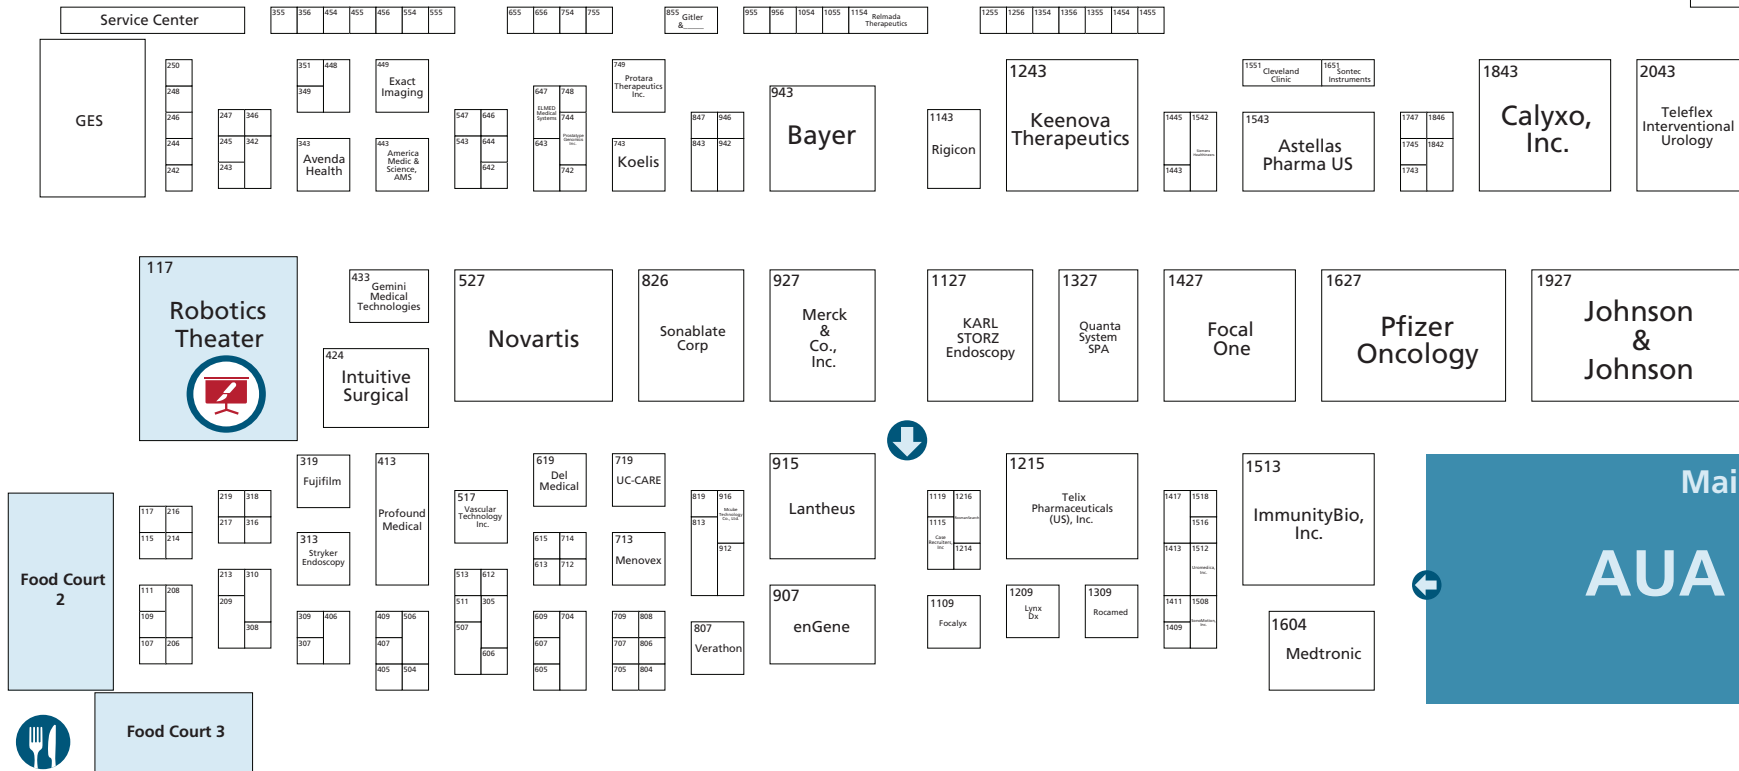 Service Center
355 356 454 455 456 554 555
655 656 754 755
855 Gitler
&
955 956 1054 1055 1154 Relmada
Therapeutics
1255 1256 1354 1356 1355 1454 1455
GES
250
248
246
244
242
247 346
245 342
243
351 448
349
343
Avenda
Health
449
Exact
Imaging
443
America
Medic &
Science,
AMS
547 646
543 644
642
647 748
ELMED
Medical
Systems
744
643
742
749
Protara
Therapeutics
Inc.
743
Koelis
847 946
843 942
943
Bayer
1143
Rigicon
1243
Keenova
Therapeutics
1445 1542
1443
1551 Cleveland
Clinic
1651 Sontec
Instruments
1543
Astellas
Pharma US
1747 1846
1745 1842
1743
1843
Calyxo,
Inc.
2043
Teleflex
Interventional
Urology
117
Robotics
Theater
433
Gemini
Medical
Technologies
424
Intuitive
Surgical
527
Novartis
826
Sonablate
Corp
927
Merck
&
Co.,
Inc.
1127
KARL
STORZ
Endoscopy
1327
Quanta
System
SPA
1427
Focal
One
1627
Pfizer
Oncology
1927
Johnson
&
Johnson
Food Court
2
117 216
115 214
111 208
109
107 206
219 318
217 316
213 310
209
308
319
Fujifilm
313
Stryker
Endoscopy
309 406
307
413
Profound
Medical
409 506
407
405 504
517
Vascular
Technology
Inc.
513 612
511 305
507
606
619
Del
Medical
615 714
613 712
609 704
607
605
719
UC-CARE
713
Menovex
709 808
707 806
705 804
819 916
813
912
807
Verathon
915
Lantheus
907
enGene
1119 1216
1115
Case
Recruiters,
Inc
1214
1109
Focalyx
1215
Telix
Pharmaceuticals
(US), Inc.
1209
Lynx
Dx
1309
Rocamed
1417 1518
1516
1413 1512
1411 1508
1409
1513
ImmunityBio,
Inc.
1604
Medtronic
Mai
AUA
Food Court 3